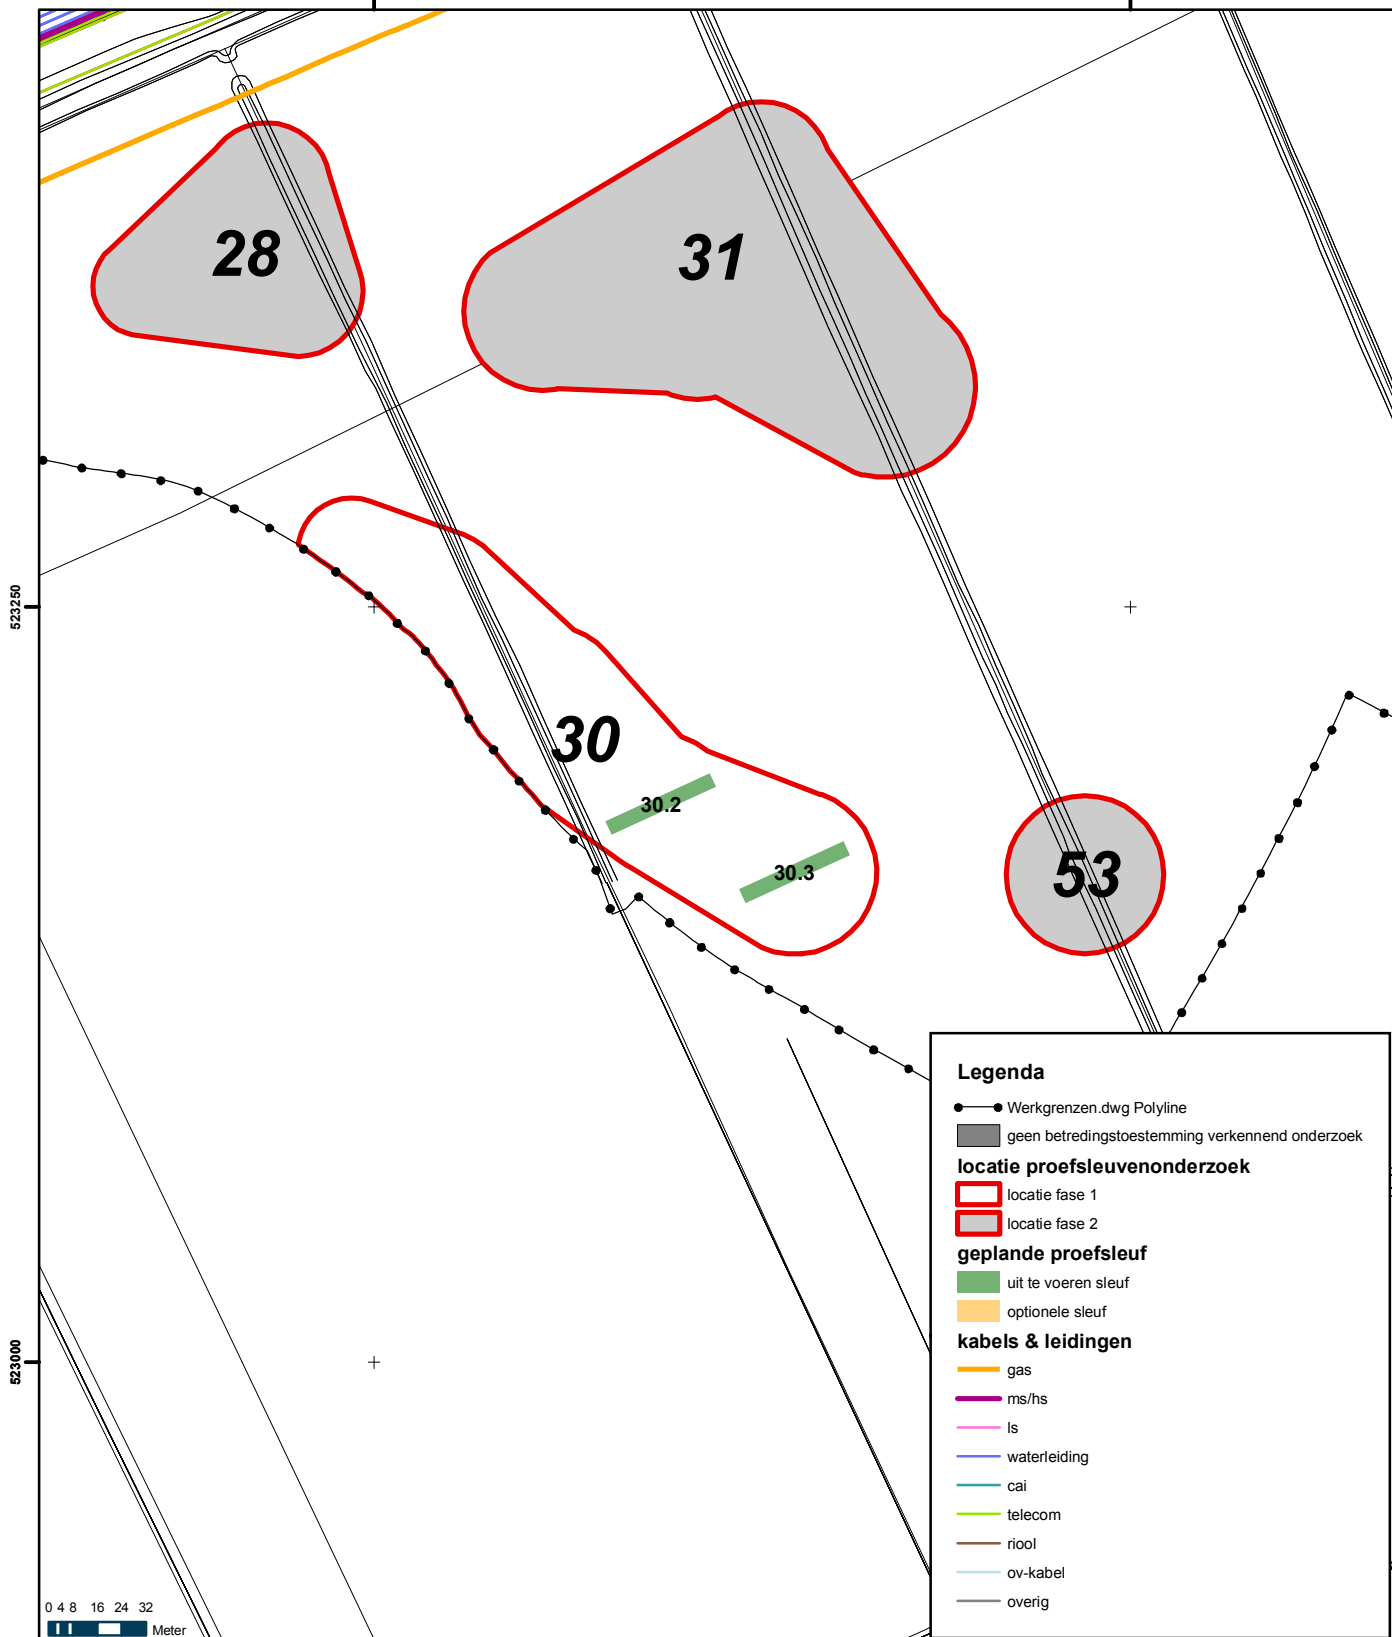 28
31
523250
30
30.2
30.3
53
523000
Legenda
Werkgrenzen.dwg Polyline
geen betredingstoestemming verkennend onderzoek
locatie proefsleuvenonderzoek
locatie fase 1
locatie fase 2
geplande proefsleuf
uit te voeren sleuf
optionele sleuf
kabels & leidingen
gas
ms/hs
ls
waterleiding
cai
telecom
riool
ov-kabel
overig
0 4 8 16 24 32
Meter